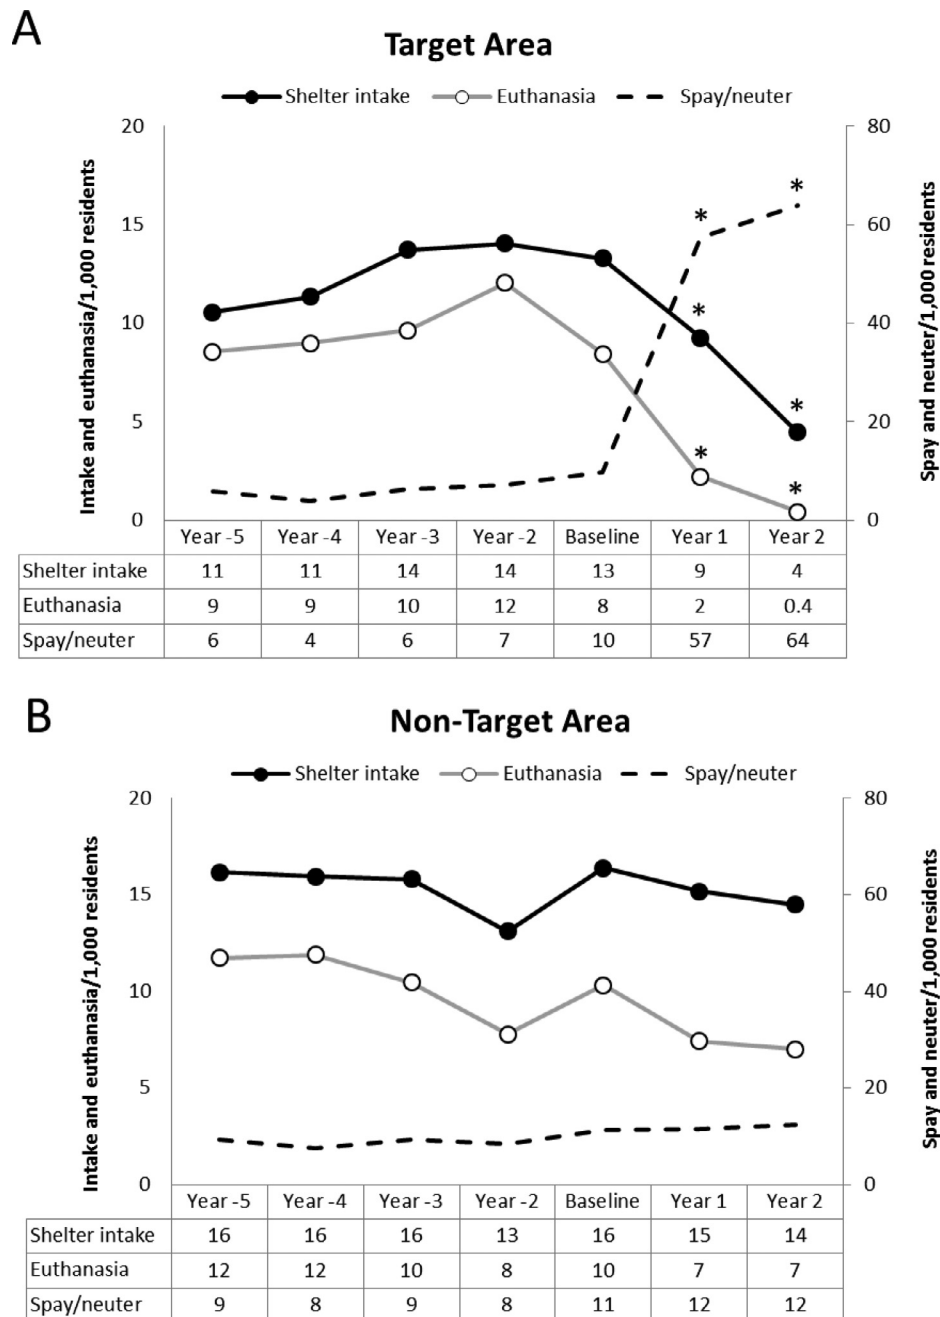 A
Target Area
Shelter intake Euthanasia Spay/neuter
Intake and euthanasia/1,000 residents
20
15
10
5
0
80
60
40
20
0
Spay and neuter/1,000 residents
* *
* *
* *
Year -5 Year -4 Year -3 Year -2 Baseline Year 1 Year 2
Shelter intake 11 11 14 14 13 9 4
Euthanasia 9 9 10 12 8 2 0.4
Spay/neuter 6 4 6 7 10 57 64
B
Non-Target Area
Shelter intake Euthanasia Spay/neuter
Intake and euthanasia/1,000 residents
20
15
10
5
0
80
60
40
20
0
Spay and neuter/1,000 residents
Year -5 Year -4 Year -3 Year -2 Baseline Year 1 Year 2
Shelter intake 16 16 16 13 16 15 14
Euthanasia 12 12 10 8 10 7 7
Spay/neuter 9 8 9 8 11 12 12